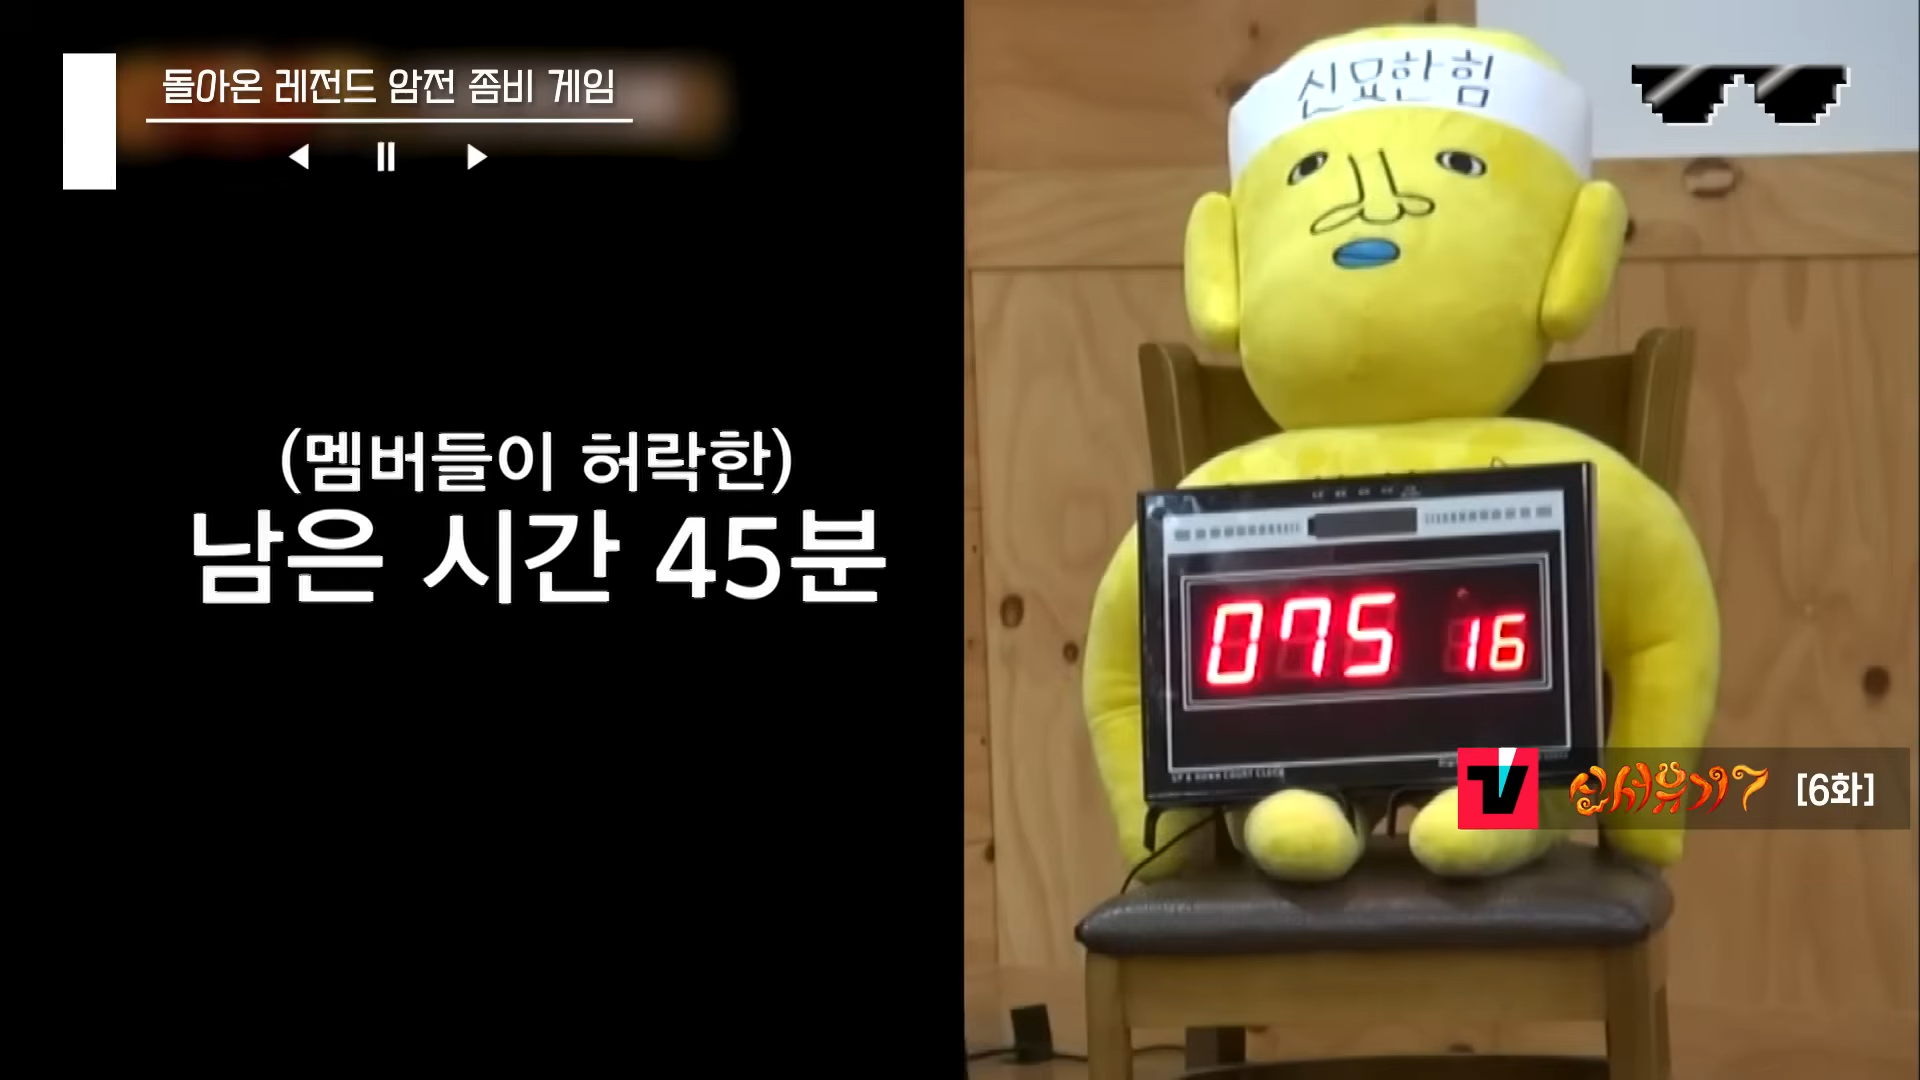 돌아온 레전드 암전 좀비 게임
(멤버들이 허락한)
남은 시간 45분
신묘한 힘
075 16
신서유기7 [6화]